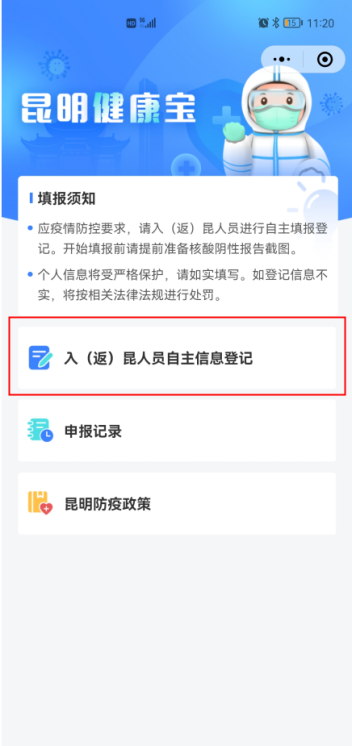 HD 5G 11:20
昆明健康宝
填报须知
应疫情防控要求，请入（返）昆人员进行自主填报登
记。开始填报前请提前准备核酸阴性报告截图。
个人信息将受严格保护，请如实填写。如登记信息不
实，将按相关法律法规进行处罚。
入（返）昆人员自主信息登记
申报记录
昆明防疫政策